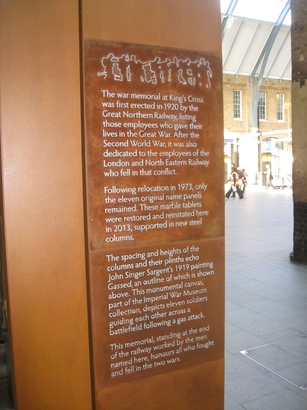 The war memorial at King's Cross
was first erected in 1920 by the
Great Northern Railway, listing
those employees who gave their
lives in the Great War. After the
Second World War, it was also
dedicated to the employees of the
London and North Eastern Railway
who fell in that conflict.
Following relocation in 1973, only
the eleven original name panels
remained. These marble tablets
were restored and reinstated here
in 2013, supported in new steel
columns.
The spacing and heights of the
columns and their plinths echo
John Singer Sargent's 1919 painting
Gassed, an outline of which is shown
above. This monumental canvas,
part of the Imperial War Museum
collection, depicts eleven soldiers
guiding each other across a
battlefield following a gas attack.
This memorial, standing at the end
of the railway worked by the men
named here, honours all who fought
and fell in the two wars.